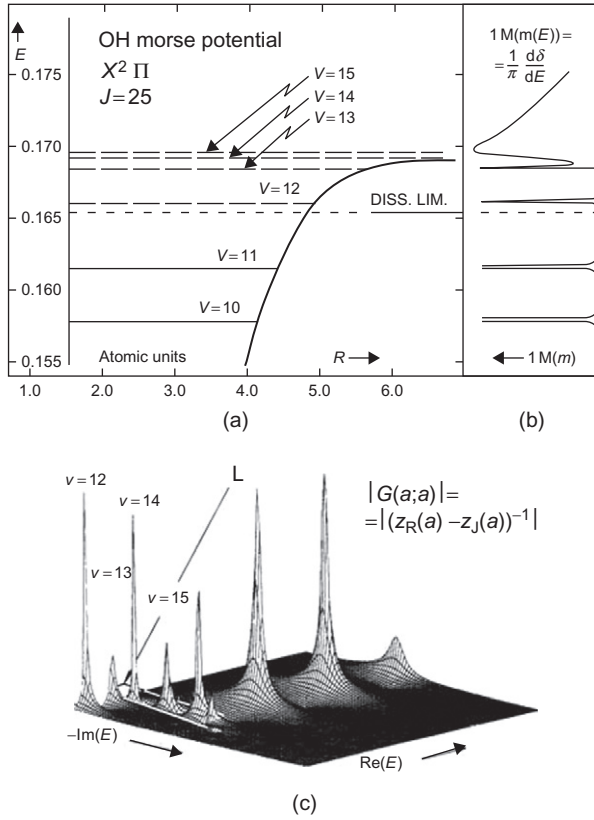 E
OH morse potential
X² Π
J=25
V=15
V=14
V=13
V=12
DISS. LIM.
V=11
V=10
Atomic units
R
0.175
0.170
0.165
0.160
0.155
1.0 2.0 3.0 4.0 5.0 6.0
(a)
1 M(m(E))=
= 1/π dδ/dE
1 M(m)
(b)
v=12
v=14
L
v=13
v=15
|G(a;a)|=
=|(z_R(a) –z_J(a))⁻¹|
–Im(E)
Re(E)
(c)